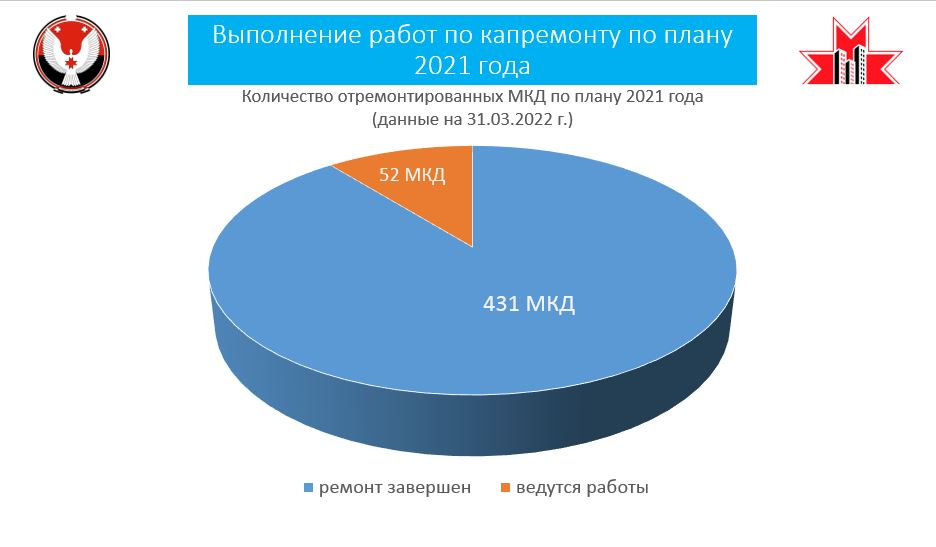 Выполнение работ по капремонту по плану
2021 года
Количество отремонтированных МКД по плану 2021 года
(данные на 31.03.2022 г.)
52 МКД
431 МКД
ремонт завершен
ведутся работы